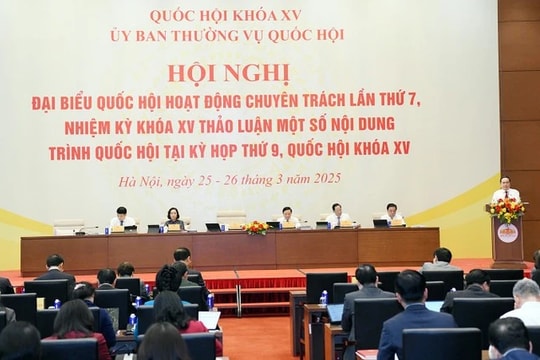 QUỐC HỘI KHÓA XV
ỦY BAN THƯỜNG VỤ QUỐC HỘI
HỘI NGHỊ
ĐẠI BIỂU QUỐC HỘI HOẠT ĐỘNG CHUYÊN TRÁCH LẦN THỨ 7,
NHIỆM KỲ KHÓA XV THẢO LUẬN MỘT SỐ NỘI DUNG
TRÌNH QUỐC HỘI TẠI KỲ HỌP THỨ 9, QUỐC HỘI KHÓA XV
Hà Nội, ngày 25 - 26 tháng 3 năm 2025